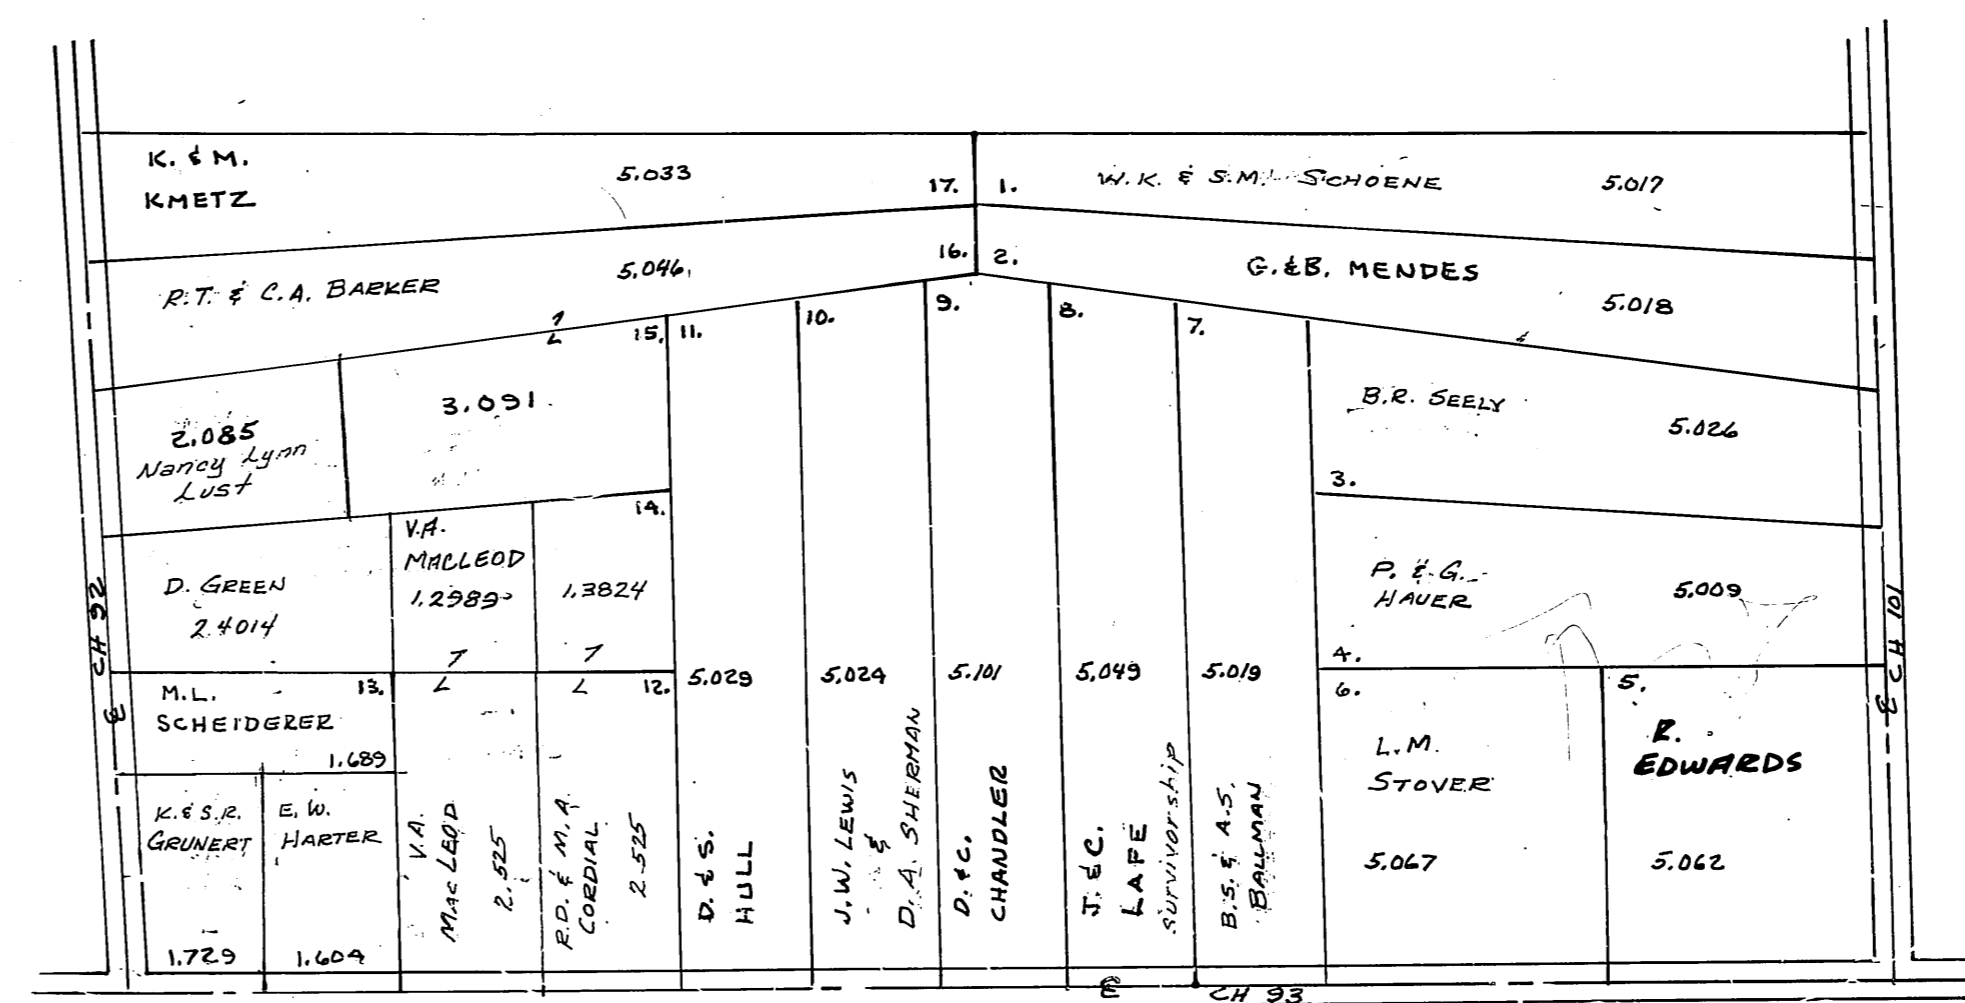 K. & M.
KMETZ
5.033
17.
1.
W.K. & S.M. SCHOENE
5.017
R.T. & C.A. BARKER
5.046
16.
2.
G. & B. MENDES
5.018
15.
11.
10.
9.
8.
7.
2.085
Nancy Lynn
Lust
3.091
B.R. SEELY
5.026
3.
14.
D. GREEN
2.4014
V.A.
MACLEOD
1.2989
1.3824
P. & G.
HAUER
5.009
4.
CH 92
CH 101
M.L.
SCHEIDERER
13.
1.689
12.
5.029
5.024
5.101
5.049
5.019
6.
5.
L.M.
STOVER
5.067
R.
EDWARDS
5.062
K. & S.R.
GRUNERT
1.729
E.W.
HARTER
1.604
V.A.
MacLEOD
2.525
R.D. & M.A.
CORDIAL
2.525
D. & S.
HULL
J.W. LEWIS
&
D.A. SHERMAN
D. & C.
CHANDLER
J. & C.
LAFE
survivorship
B.S. & A.S.
BALLMAN
CH 93